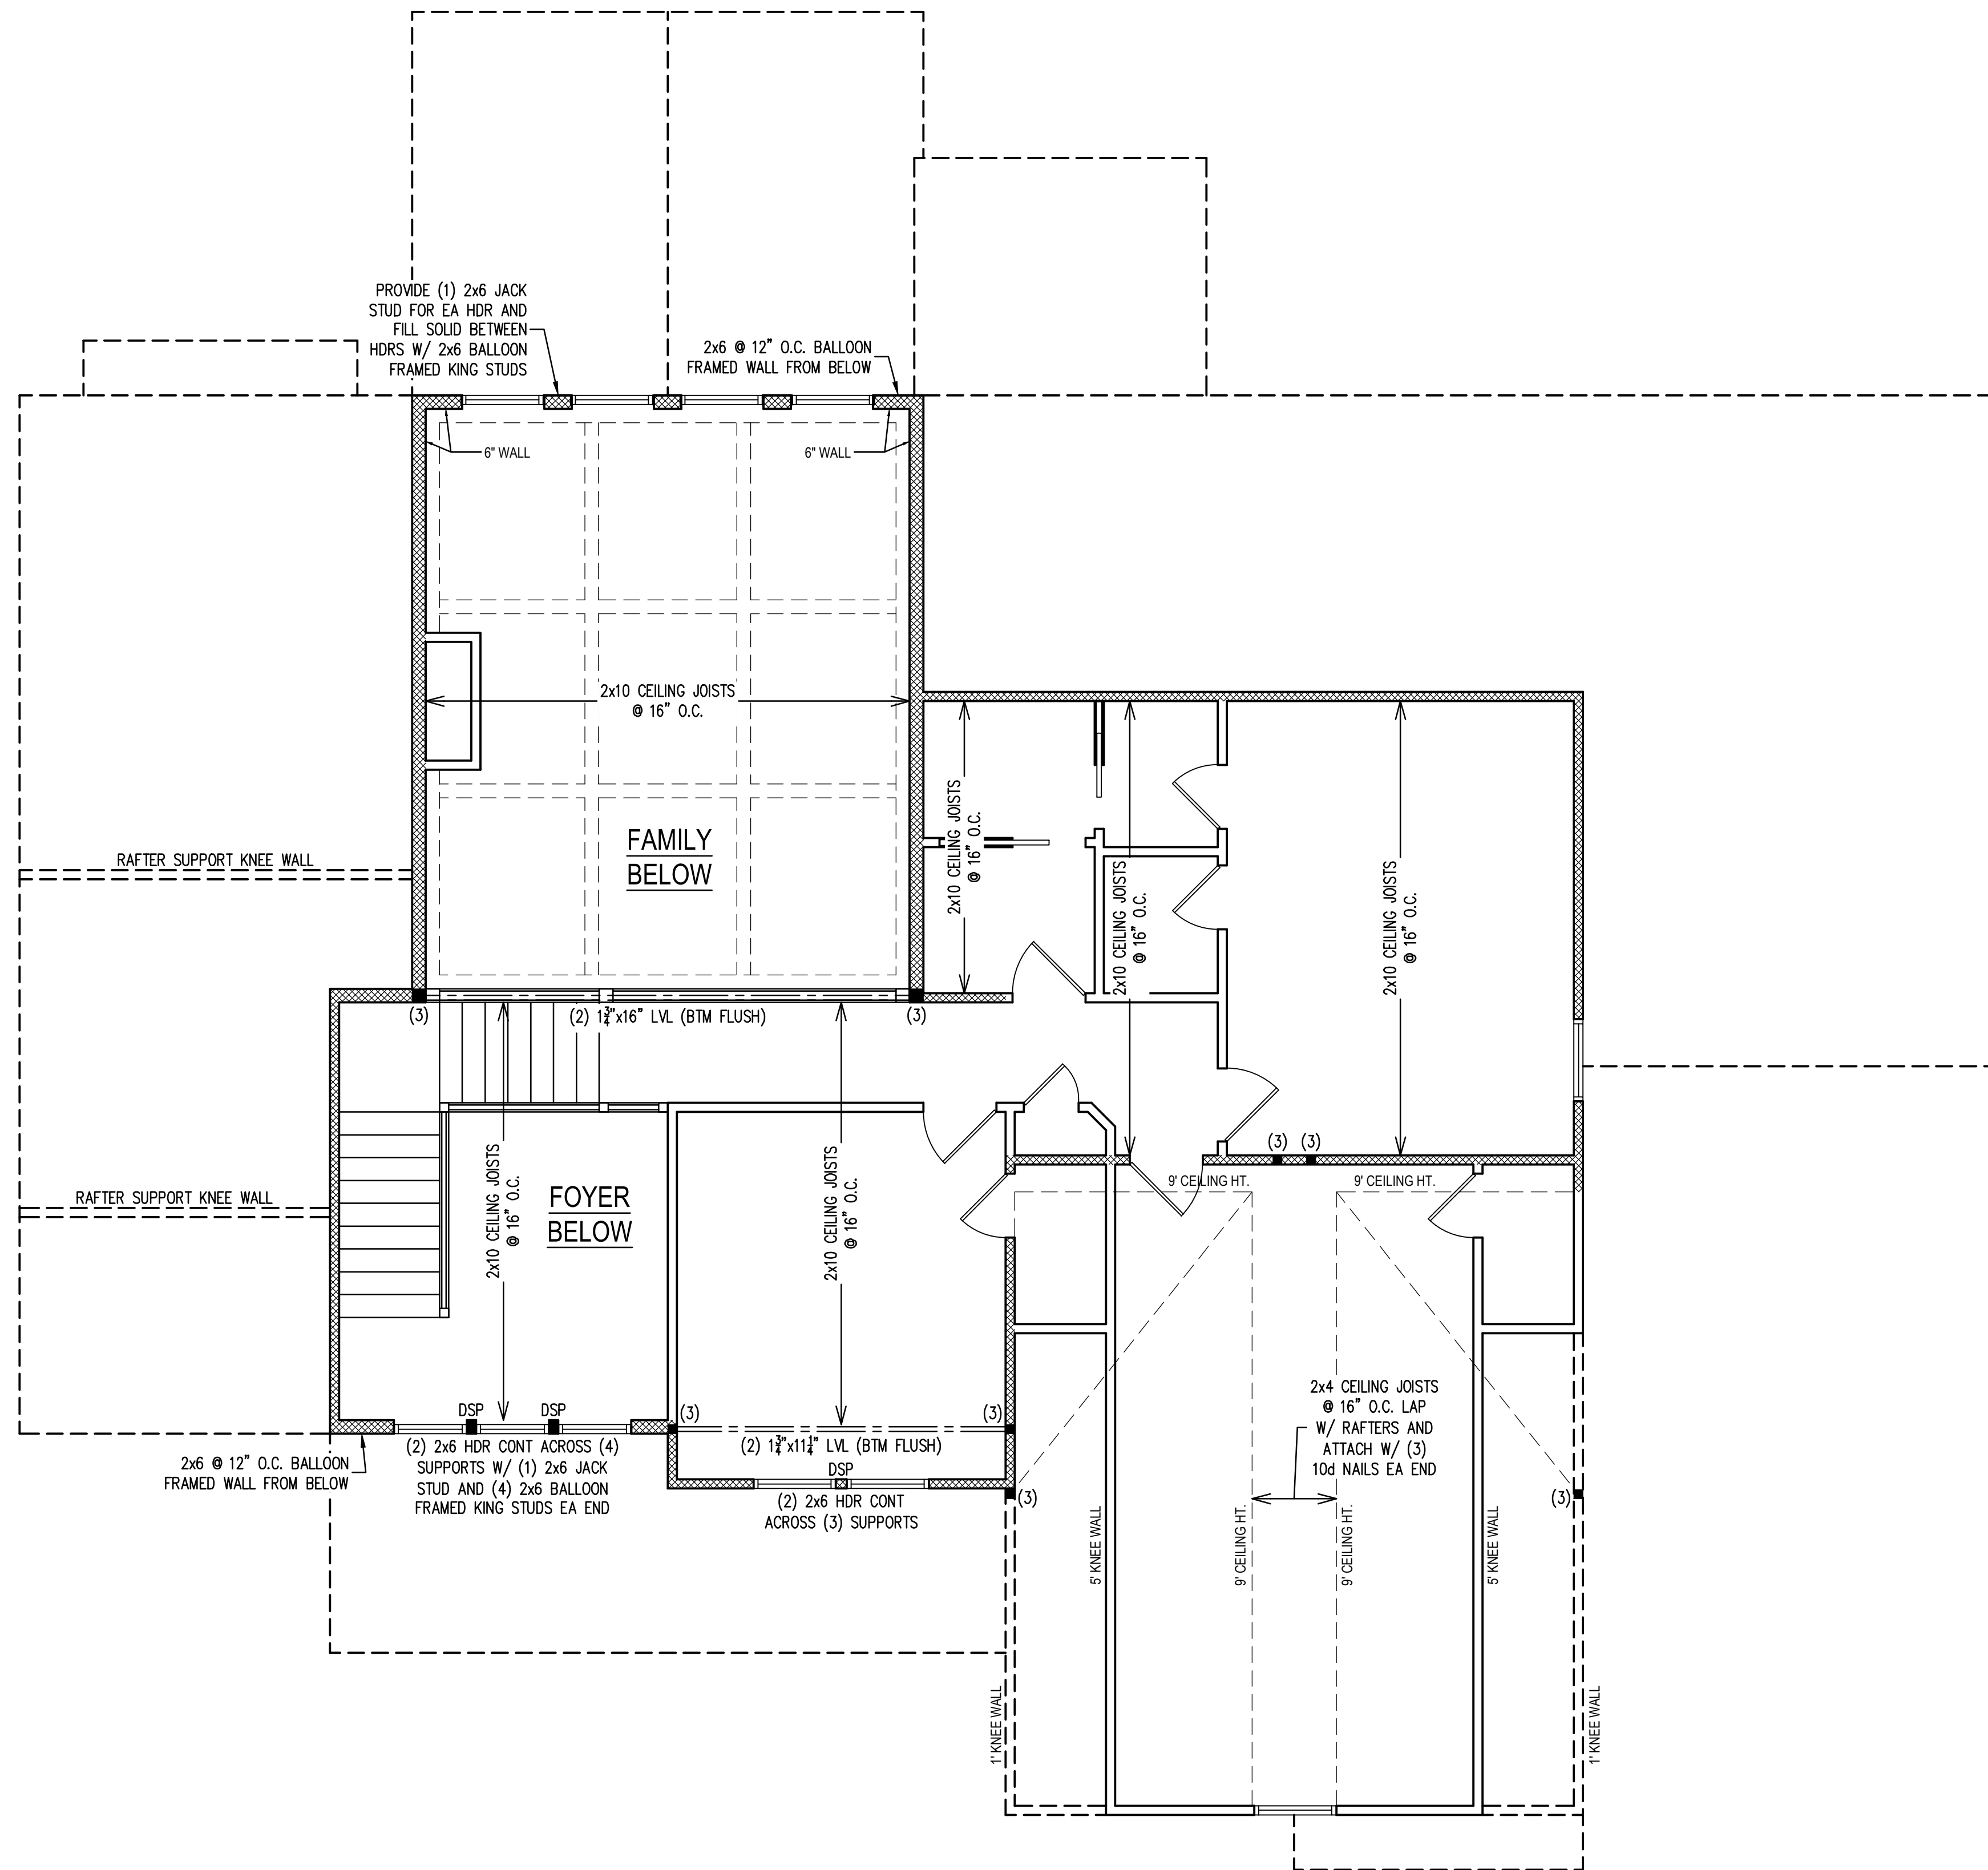 PROVIDE (1) 2x6 JACK
STUD FOR EA HDR AND
FILL SOLID BETWEEN
HDRS W/ 2x6 BALLOON
FRAMED KING STUDS
2x6 @ 12" O.C. BALLOON
FRAMED WALL FROM BELOW
6" WALL
6" WALL
2x10 CEILING JOISTS
@ 16" O.C.
FAMILY
BELOW
2x10 CEILING JOISTS
@ 16" O.C.
2x10 CEILING JOISTS
@ 16" O.C.
2x10 CEILING JOISTS
@ 16" O.C.
RAFTER SUPPORT KNEE WALL
(3)
(2) 1¾"x16" LVL (BTM FLUSH)
(3)
RAFTER SUPPORT KNEE WALL
2x10 CEILING JOISTS
@ 16" O.C.
FOYER
BELOW
2x10 CEILING JOISTS
@ 16" O.C.
(3)
(3)
9' CEILING HT.
9' CEILING HT.
DSP
DSP
(3)
(3)
(2) 1¾"x11¼" LVL (BTM FLUSH)
DSP
2x6 @ 12" O.C. BALLOON
FRAMED WALL FROM BELOW
(2) 2x6 HDR CONT ACROSS (4)
SUPPORTS W/ (1) 2x6 JACK
STUD AND (4) 2x6 BALLOON
FRAMED KING STUDS EA END
(2) 2x6 HDR CONT
ACROSS (3) SUPPORTS
2x4 CEILING JOISTS
@ 16" O.C. LAP
W/ RAFTERS AND
ATTACH W/ (3)
10d NAILS EA END
(3)
(3)
5' KNEE WALL
9' CEILING HT.
9' CEILING HT.
5' KNEE WALL
1' KNEE WALL
1' KNEE WALL